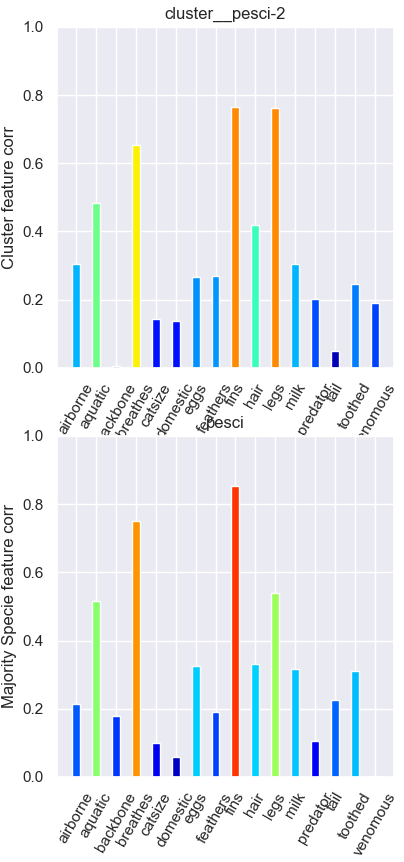 cluster__pesci-2
1.0
0.8
0.6
0.4
0.2
0.0
Cluster feature corr
airborne
aquatic
ackbone
breathes
catsize
domestic
eggs
feathers
fins
hair
legs
milk
predator
tail
toothed
enomous
pesci
1.0
0.8
0.6
0.4
0.2
0.0
Majority Specie feature corr
airborne
aquatic
backbone
breathes
catsize
domestic
eggs
feathers
fins
hair
legs
milk
predator
tail
toothed
venomous